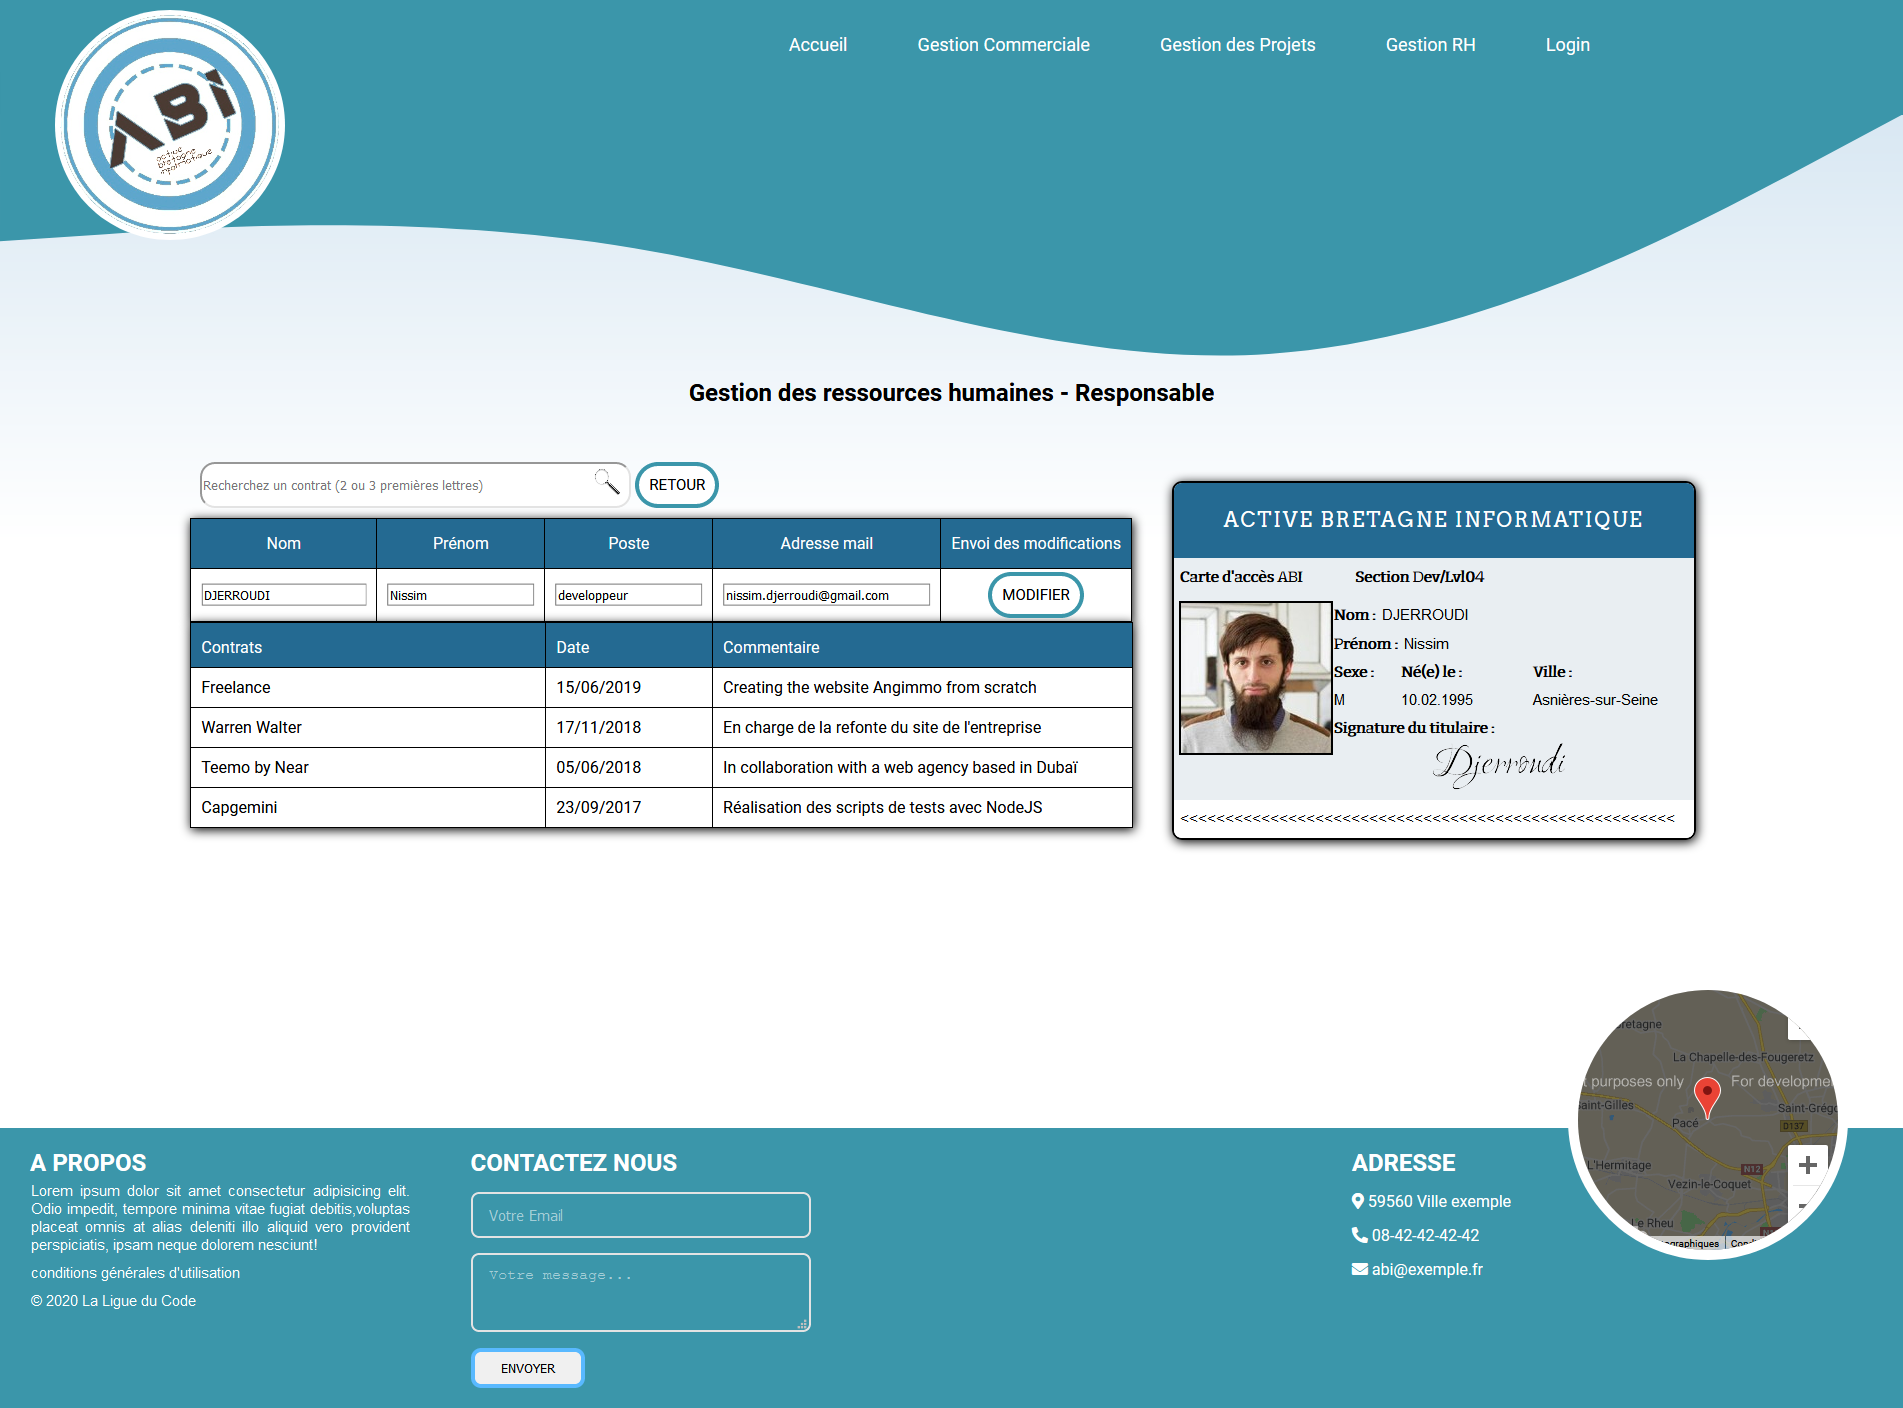 ABI
active
bretagne
informatique
Accueil
Gestion Commerciale
Gestion des Projets
Gestion RH
Login
Gestion des ressources humaines - Responsable
Recherchez un contrat (2 ou 3 premières lettres)
RETOUR
Nom Prénom Poste Adresse mail Envoi des modifications
DJERROUDI Nissim developpeur nissim.djerroudi@gmail.com MODIFIER
Contrats Date Commentaire
Freelance 15/06/2019 Creating the website Angimmo from scratch
Warren Walter 17/11/2018 En charge de la refonte du site de l'entreprise
Teemo by Near 05/06/2018 In collaboration with a web agency based in Dubaï
Capgemini 23/09/2017 Réalisation des scripts de tests avec NodeJS
ACTIVE BRETAGNE INFORMATIQUE
Carte d'accès ABI Section Dev/Lvl04
Nom : DJERROUDI
Prénom : Nissim
Sexe : Né(e) le : Ville :
M 10.02.1995 Asnières-sur-Seine
Signature du titulaire :
Djerroudi
<<<<<<<<<<<<<<<<<<<<<<<<<<<<<<<<<<<<<<<<<<<<<<<<<<<<<<<
A PROPOS
Lorem ipsum dolor sit amet consectetur adipisicing elit.
Odio impedit, tempore minima vitae fugiat debitis,voluptas
placeat omnis at alias deleniti illo aliquid vero provident
perspiciatis, ipsam neque dolorem nesciunt!
conditions générales d'utilisation
© 2020 La Ligue du Code
CONTACTEZ NOUS
Votre Email
Votre message...
ENVOYER
ADRESSE
59560 Ville exemple
08-42-42-42-42
abi@exemple.fr
retagne
La Chapelle-des-Fougeretz
t purposes only For developme
aint-Gilles
Saint-Grégo
Pacé
D137
L'Hermitage
N12
Vezin-le-Coquet
Le Rheu